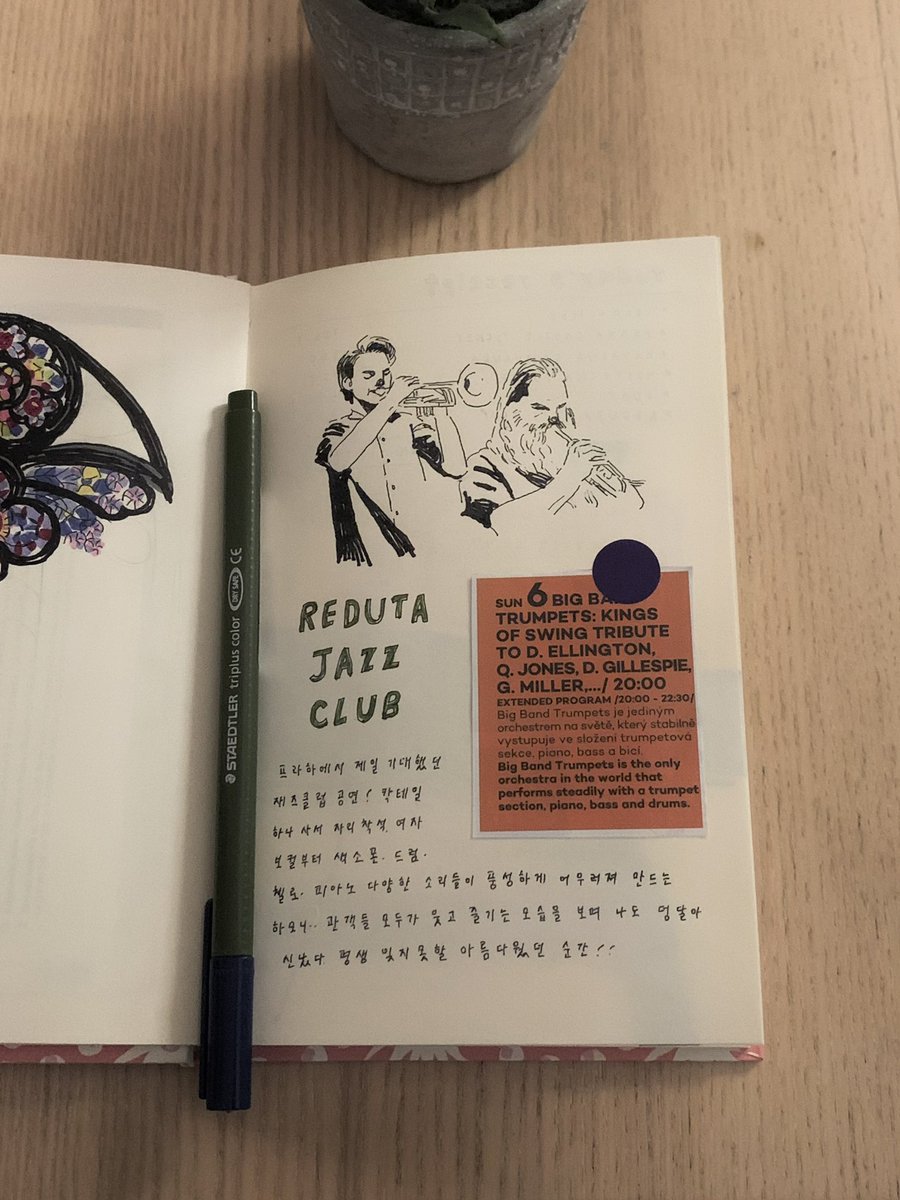 REDUTA
JAZZ
CLUB
SUN 6 BIG BA
TRUMPETS: KINGS
OF SWING TRIBUTE
TO D. ELLINGTON,
Q. JONES, D. GILLESPIE,
G. MILLER,.../ 20:00
EXTENDED PROGRAM /20:00 - 22:30/
Big Band Trumpets je jediným
orchestrem na světě, který stabilně
vystupuje ve složení trumpetová
sekce, piano, bass a bicí.
Big Band Trumpets is the only
orchestra in the world that
performs steadily with a trumpet
section, piano, bass and drums.
프라하에서 제일 기대했던
재즈클럽 공연! 칵테일
하나 사서 자리 착석. 여자
보컬부터 색소폰. 드럼.
첼로. 피아노 다양한 소리들이 풍성하게 어우러져 만드는
하모니.. 관객들 모두가 웃고 즐기는 모습을 보며 나도 덩달아
신났다. 평생 잊지못할 아름다웠던 순간!!
STAEDTLER triplus color DRY SAFE CE